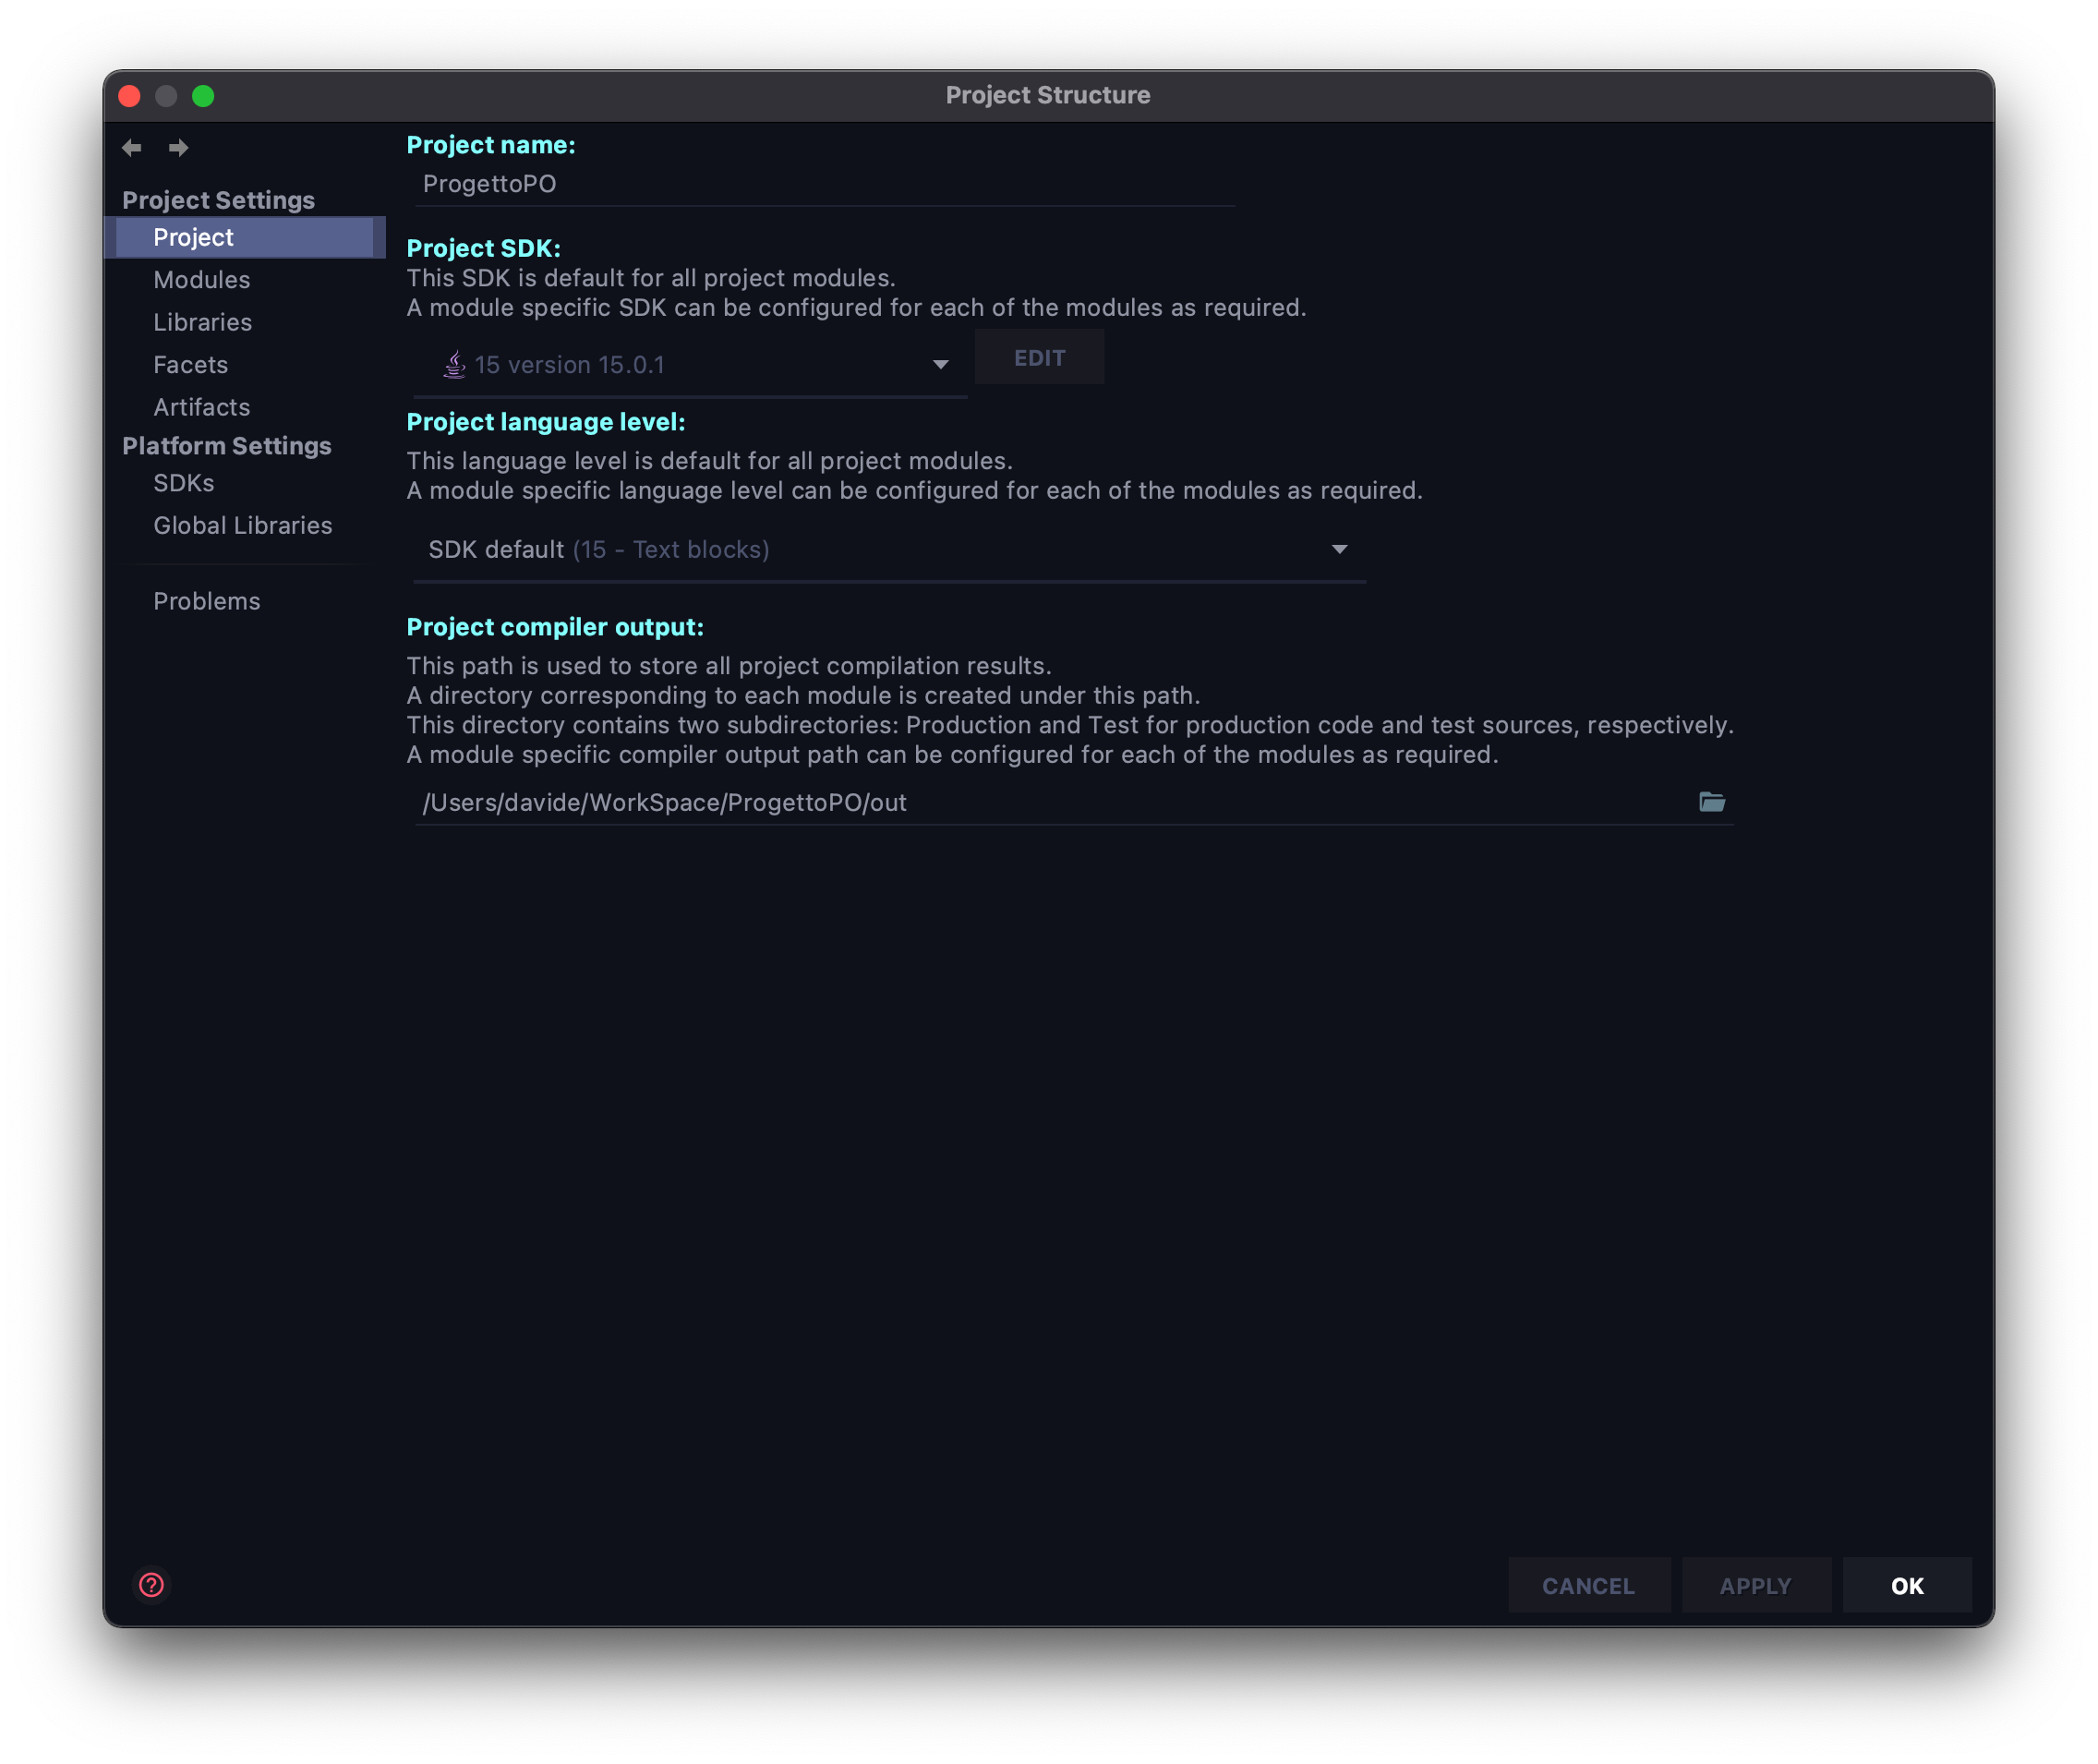 Project Structure
Project Settings
Project
Modules
Libraries
Facets
Artifacts
Platform Settings
SDKs
Global Libraries
Problems
Project name:
ProgettoPO
Project SDK:
This SDK is default for all project modules.
A module specific SDK can be configured for each of the modules as required.
15 version 15.0.1
EDIT
Project language level:
This language level is default for all project modules.
A module specific language level can be configured for each of the modules as required.
SDK default (15 - Text blocks)
Project compiler output:
This path is used to store all project compilation results.
A directory corresponding to each module is created under this path.
This directory contains two subdirectories: Production and Test for production code and test sources, respectively.
A module specific compiler output path can be configured for each of the modules as required.
/Users/davide/WorkSpace/ProgettoPO/out
?
CANCEL
APPLY
OK